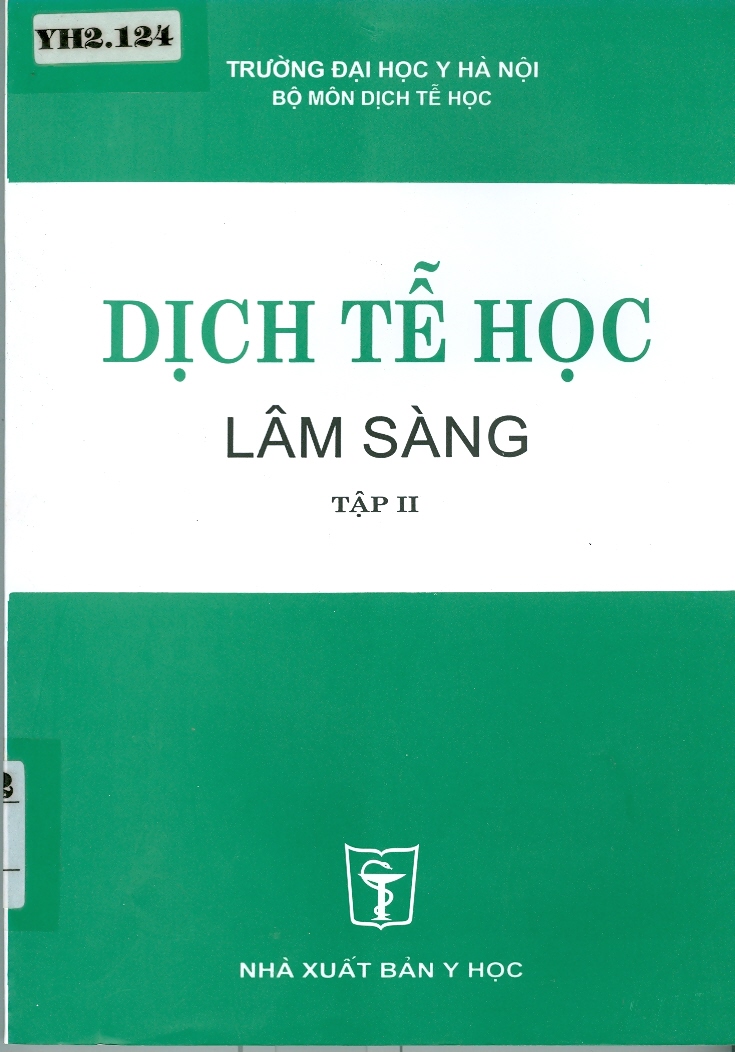 YH2.124
TRƯỜNG ĐẠI HỌC Y HÀ NỘI
BỘ MÔN DỊCH TỄ HỌC
DỊCH TỄ HỌC
LÂM SÀNG
TẬP II
2
NHÀ XUẤT BẢN Y HỌC